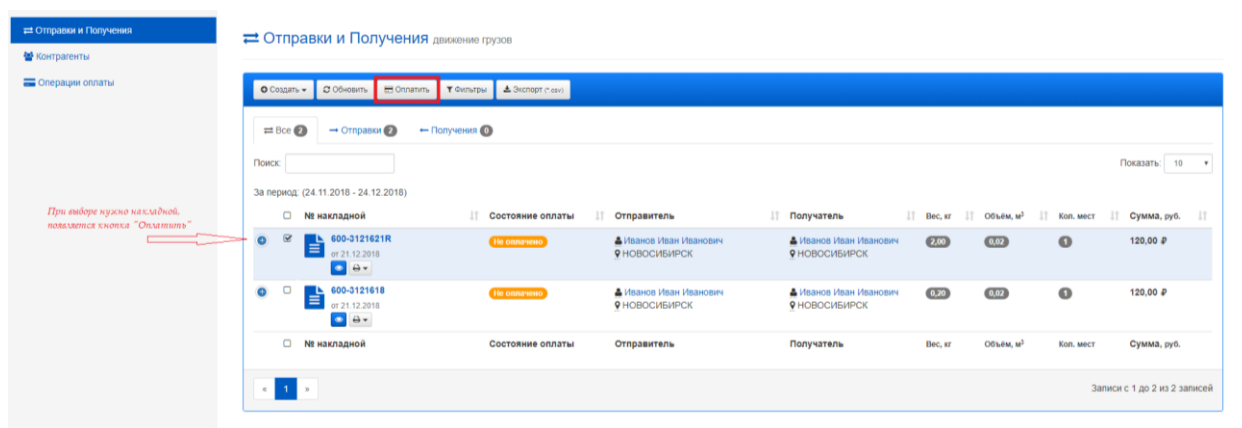 Отправки и Получения
Контрагенты
Операции оплаты
Отправки и Получения движение грузов
Создать Обновить Оплатить Фильтры Экспорт (*.csv)
Все 2 Отправки 2 Получения 0
Поиск: Показать: 10
За период: (24.11.2018 - 24.12.2018)
При выборе нужно накладной,
появляется кнопка "Оплатить"
№ накладной Состояние оплаты Отправитель Получатель Вес, кг Объём, м³ Кол. мест Сумма, руб.
600-3121621R Не оплачено Иванов Иван Иванович Иванов Иван Иванович 2,00 0,02 1 120,00 ₽
от 21.12.2018 НОВОСИБИРСК НОВОСИБИРСК
600-3121618 Не оплачено Иванов Иван Иванович Иванов Иван Иванович 0,20 0,02 1 120,00 ₽
от 21.12.2018 НОВОСИБИРСК НОВОСИБИРСК
№ накладной Состояние оплаты Отправитель Получатель Вес, кг Объём, м³ Кол. мест Сумма, руб.
« 1 » Записи с 1 до 2 из 2 записей